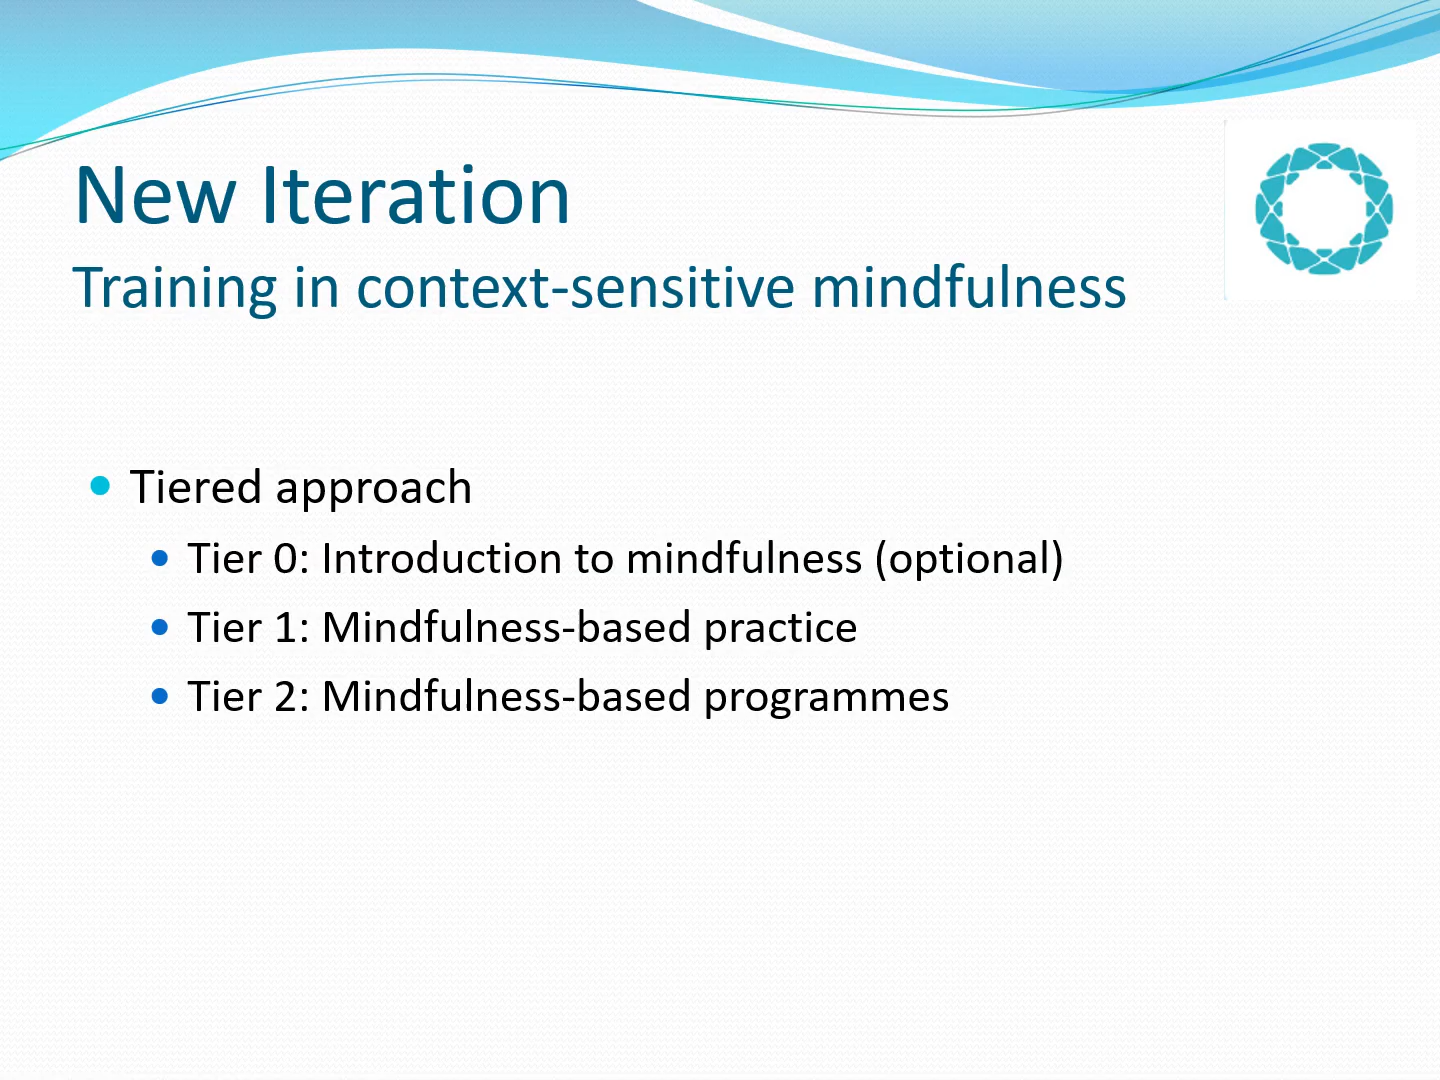 New Iteration
Training in context-sensitive mindfulness
Tiered approach
Tier 0: Introduction to mindfulness (optional)
Tier 1: Mindfulness-based practice
Tier 2: Mindfulness-based programmes